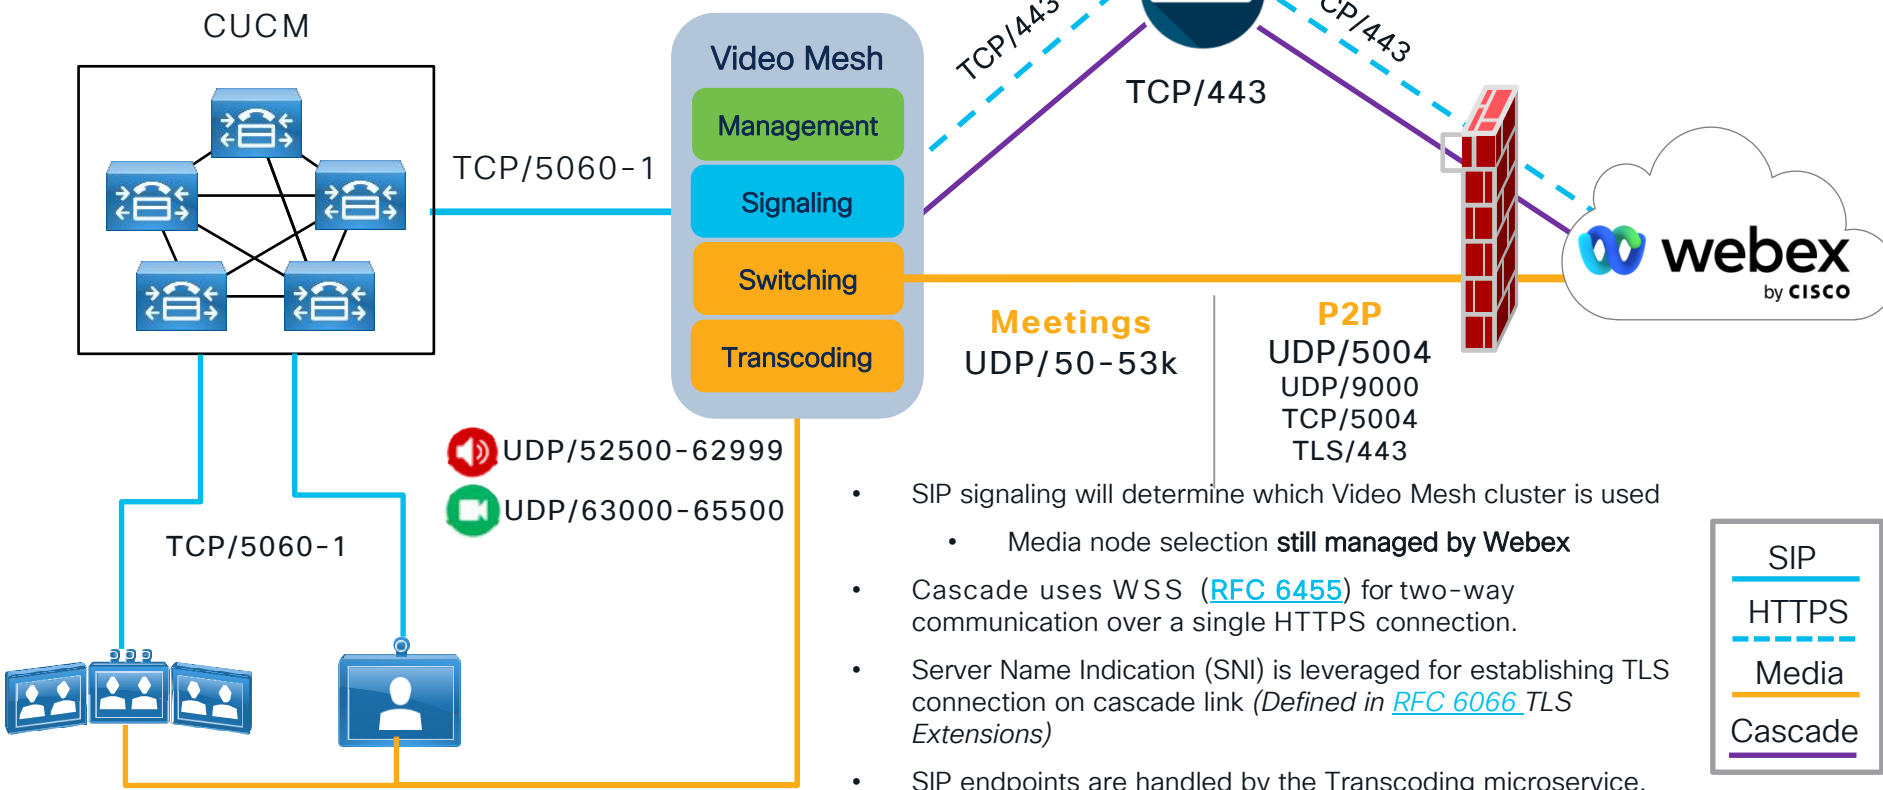 CUCM
TCP/443
CP/443
Video Mesh
Management
TCP/443
TCP/5060-1
Signaling
Switching
webex
by CISCO
Meetings
UDP/50-53k
P2P
UDP/5004
UDP/9000
TCP/5004
TLS/443
Transcoding
UDP/52500-62999
UDP/63000-65500
TCP/5060-1
• SIP signaling will determine which Video Mesh cluster is used
• Media node selection still managed by Webex
• Cascade uses WSS (RFC 6455) for two-way
communication over a single HTTPS connection.
• Server Name Indication (SNI) is leveraged for establishing TLS
connection on cascade link (Defined in RFC 6066 TLS
Extensions)
• SIP endpoints are handled by the Transcoding microservice.
SIP
HTTPS
Media
Cascade